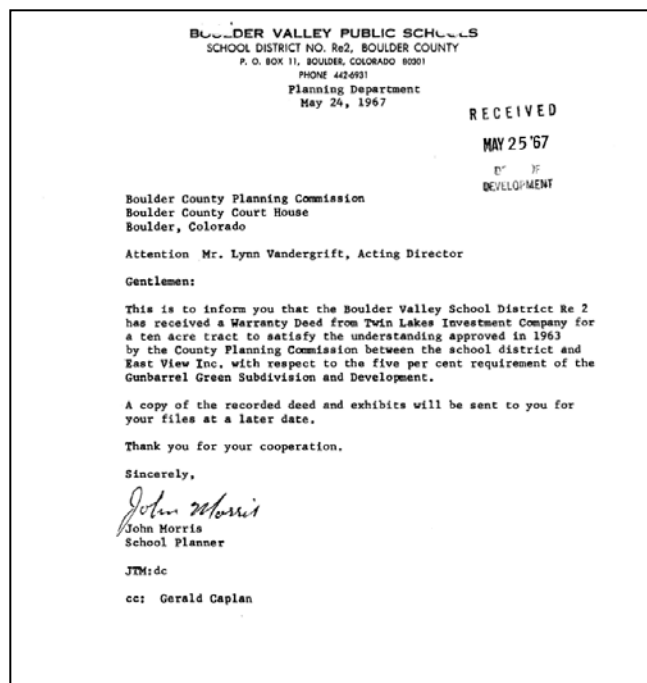 BOULDER VALLEY PUBLIC SCHOOLS
SCHOOL DISTRICT NO. Re2, BOULDER COUNTY
P. O. BOX 11, BOULDER, COLORADO 80301
PHONE 442-6931
Planning Department
May 24, 1967
RECEIVED
MAY 25 '67
DEVELOPMENT
Boulder County Planning Commission
Boulder County Court House
Boulder, Colorado
Attention Mr. Lynn Vandergrift, Acting Director
Gentlemen:
This is to inform you that the Boulder Valley School District Re 2
has received a Warranty Deed from Twin Lakes Investment Company for
a ten acre tract to satisfy the understanding approved in 1963
by the County Planning Commission between the school district and
East View Inc. with respect to the five per cent requirement of the
Gunbarrel Green Subdivision and Development.
A copy of the recorded deed and exhibits will be sent to you for
your files at a later date.
Thank you for your cooperation.
Sincerely,
John Morris
John Morris
School Planner
JTM:dc
cc: Gerald Caplan